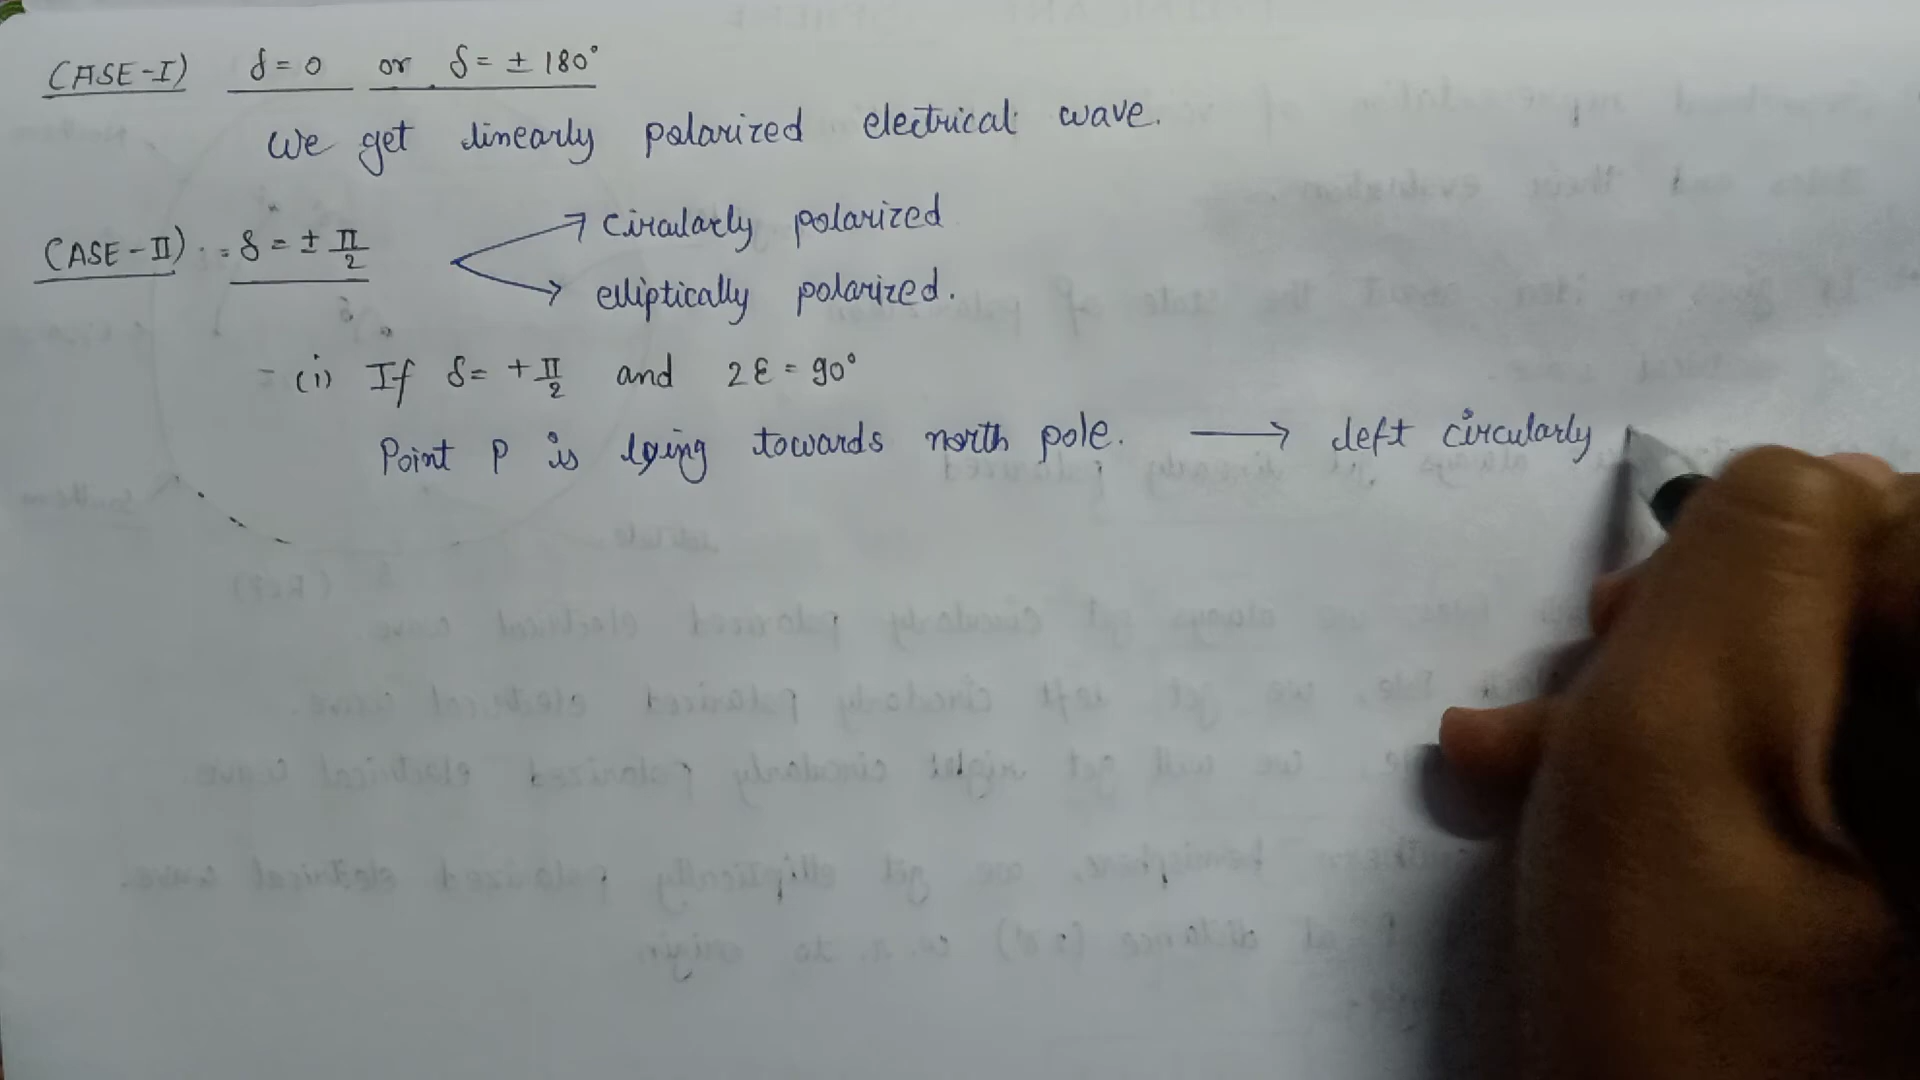 CASE-I) δ = 0 or δ = ± 180°
We get linearly polarized electrical wave.
CASE-II) δ = ± π/2
→ Circularly polarized
→ elliptically polarized.
(i) If δ = + π/2 and 2ε = 90°
Point P is lying towards north pole. → left circularly